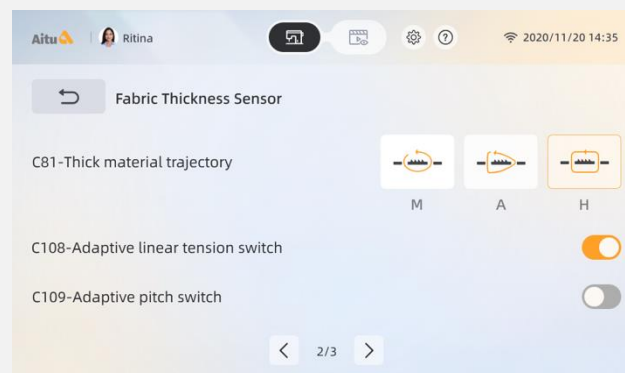 Aitu Ritina 2020/11/20 14:35
Fabric Thickness Sensor
C81-Thick material trajectory
M A H
C108-Adaptive linear tension switch
C109-Adaptive pitch switch
2/3